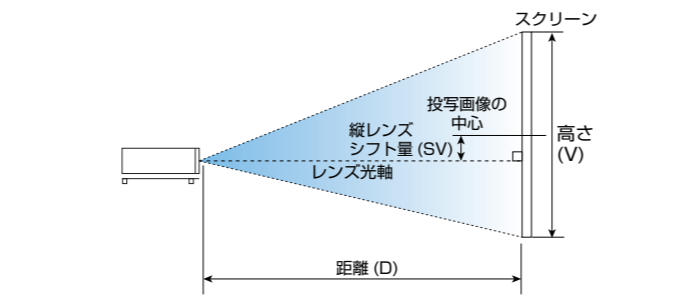 スクリーン
投写画像の
中心
縦レンズ
シフト量 (SV)
高さ
(V)
レンズ光軸
距離 (D)